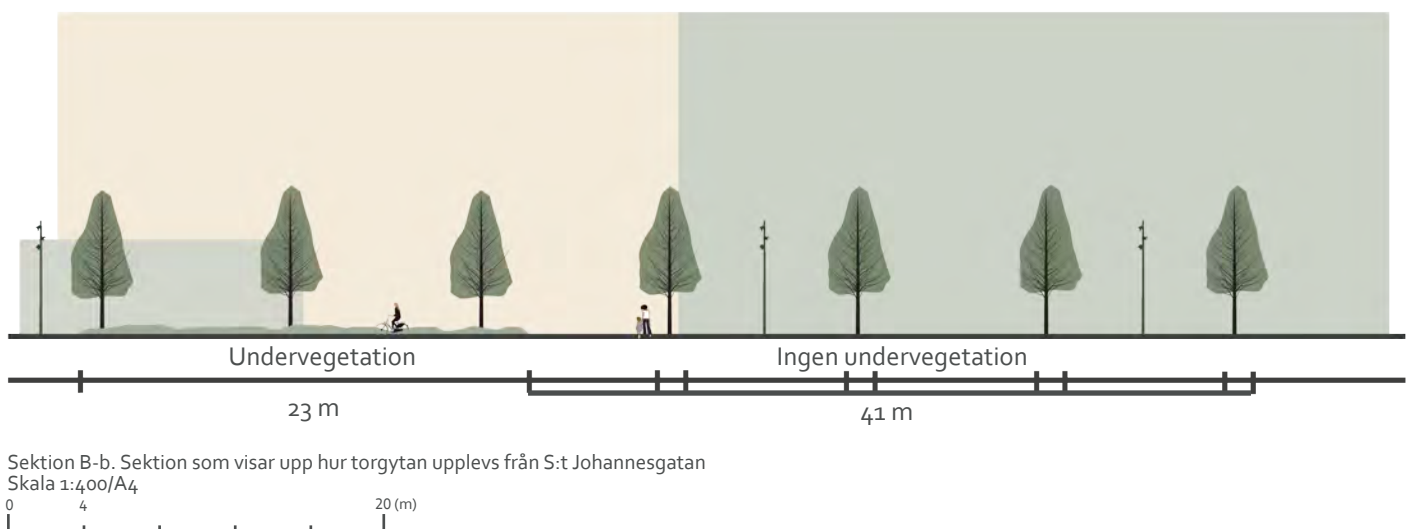 Undervegetation
Ingen undervegetation
23 m
41 m
Sektion B-b. Sektion som visar upp hur torgytan upplevs från S:t Johannesgatan
Skala 1:400/A4
0 4 20 (m)